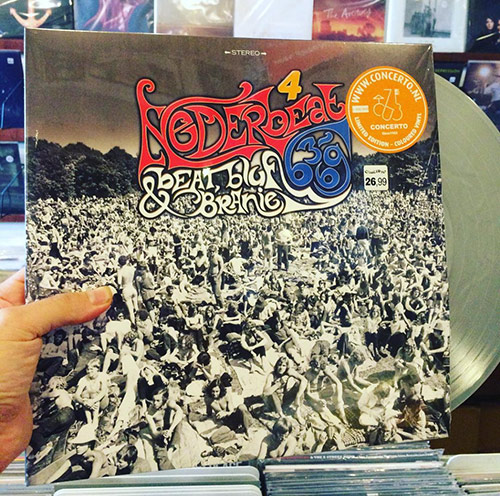 STEREO
4
NEDERBEAT
& beat, bluf
63'69
& BRANIE
WWW.CONCERTO.NL
CONCERTO
LIMITED EDITION - COLOURED VINYL
26,99